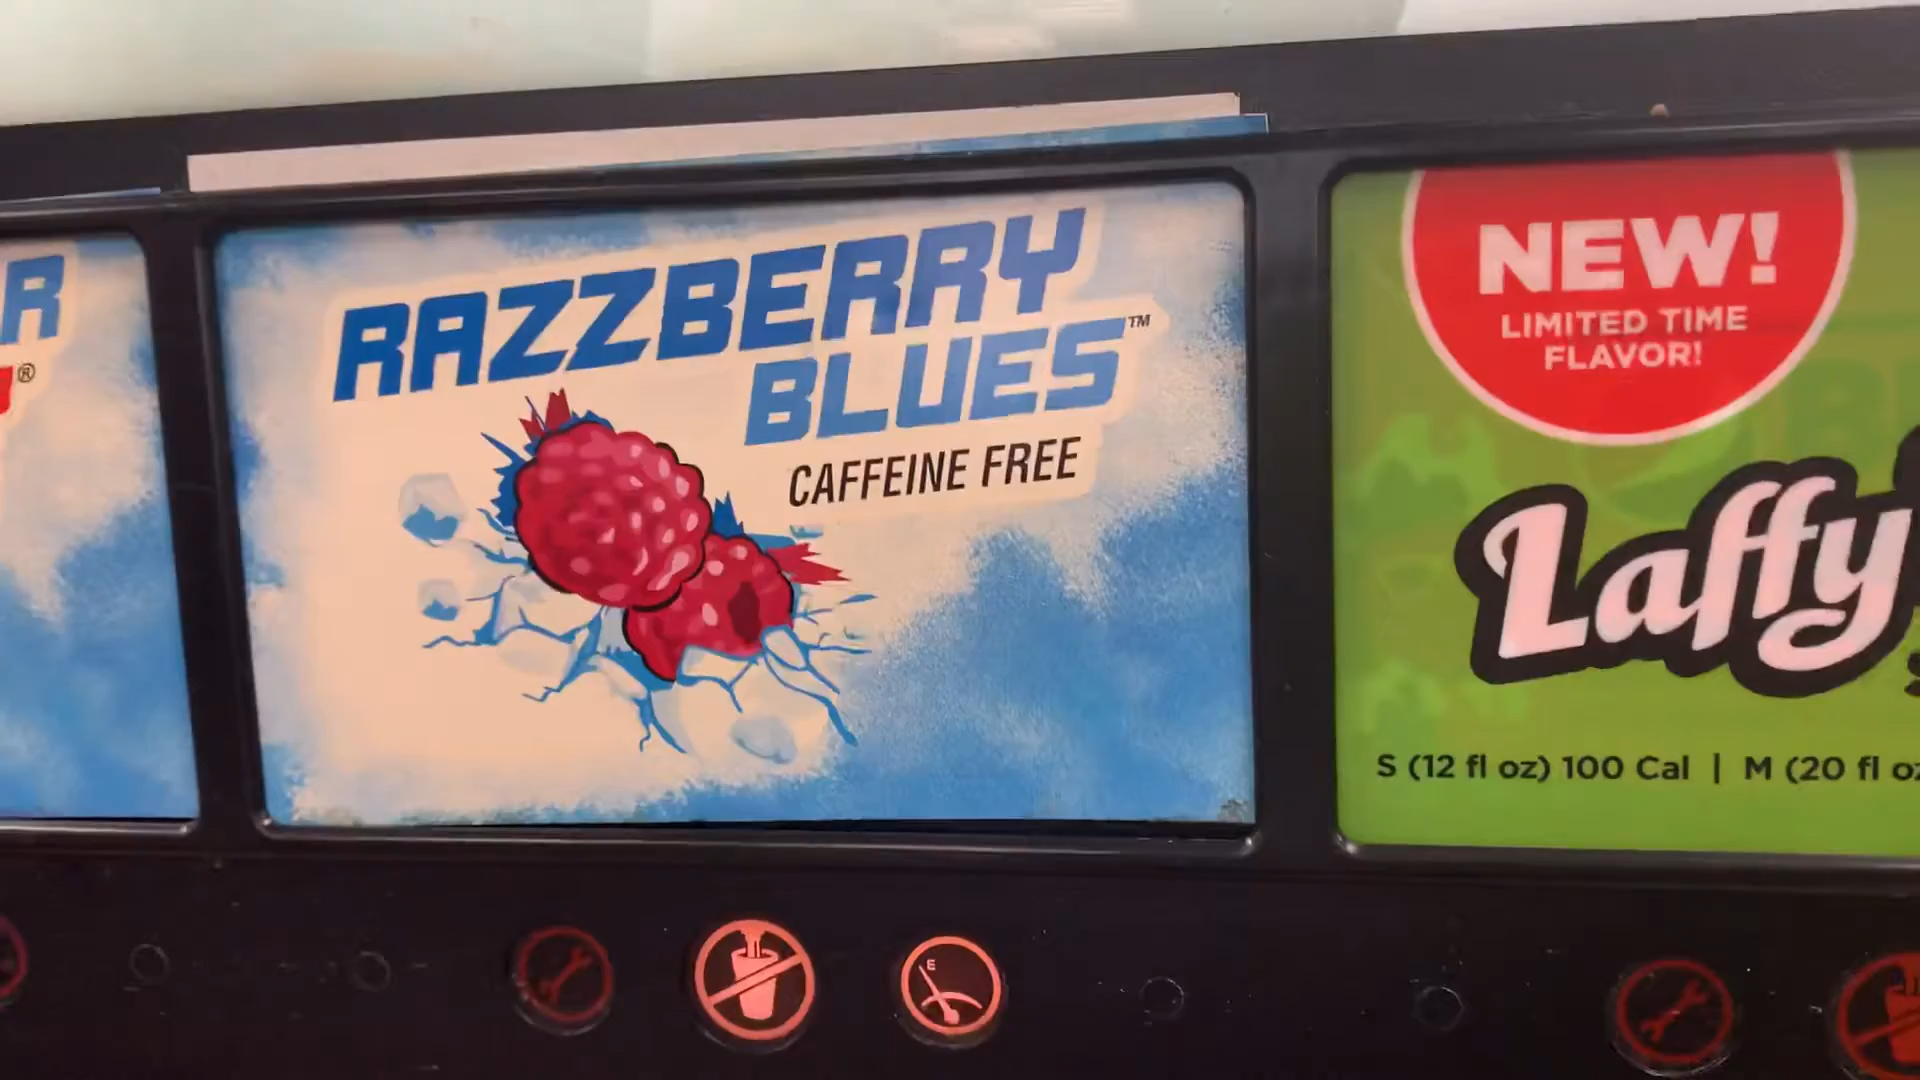 R
®
RAZZBERRY
BLUES™
CAFFEINE FREE
NEW!
LIMITED TIME
FLAVOR!
Laffy
S (12 fl oz) 100 Cal | M (20 fl oz
E